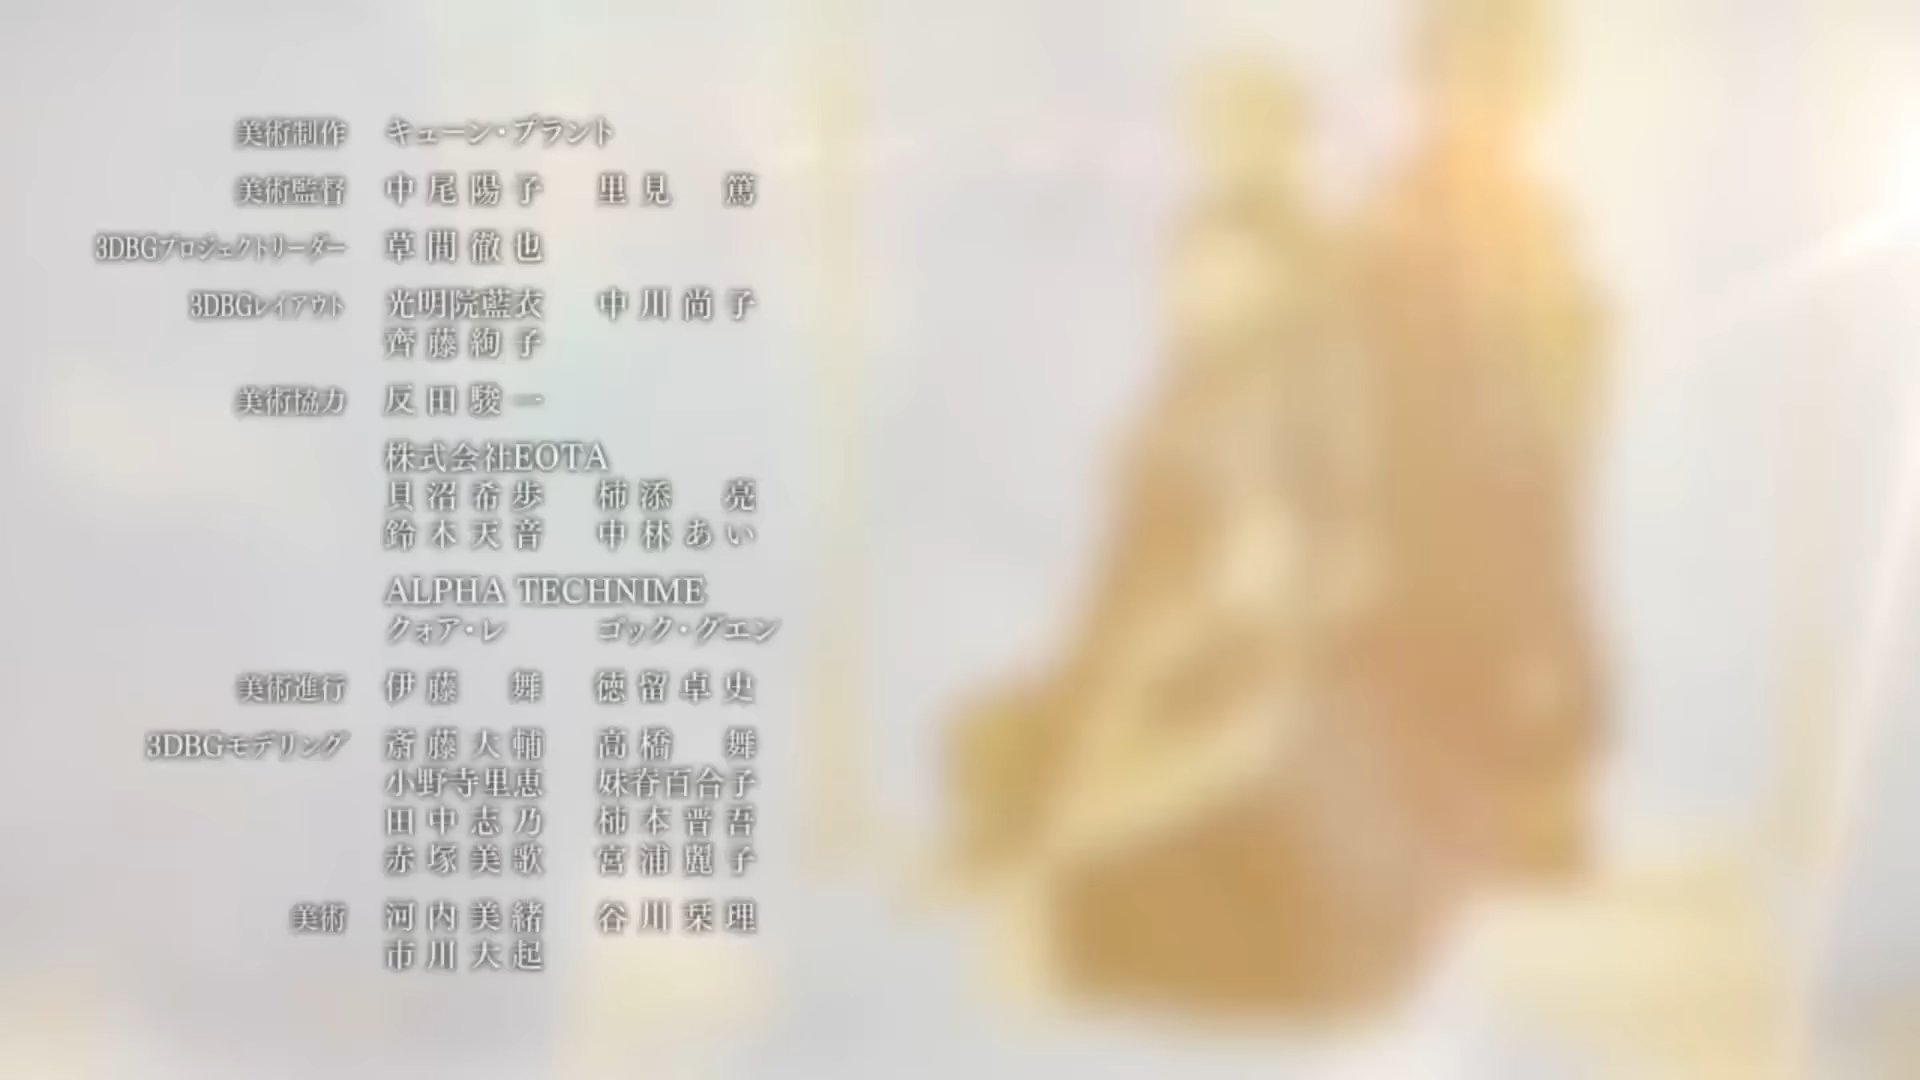 美術制作 キューン・プラント
美術監督 中尾陽子 里見 篤
3DBGプロジェクトリーダー 草間徹也
3DBGレイアウト 光明院藍衣 中川尚子
齊藤絢子
美術協力 反田駿一
株式会社EOTA
貝沼希歩 柿添 亮
鈴木天音 中林あい
ALPHA TECHNIME
クォア・レ ゴック・グエン
美術進行 伊藤 舞 徳留卓史
3DBGモデリング 斎藤大輔 高橋 舞
小野寺里恵 妹脊百合子
田中志乃 柿本晋吾
赤塚美歌 宮浦麗子
美術 河内美緒 谷川栞理
市川大起